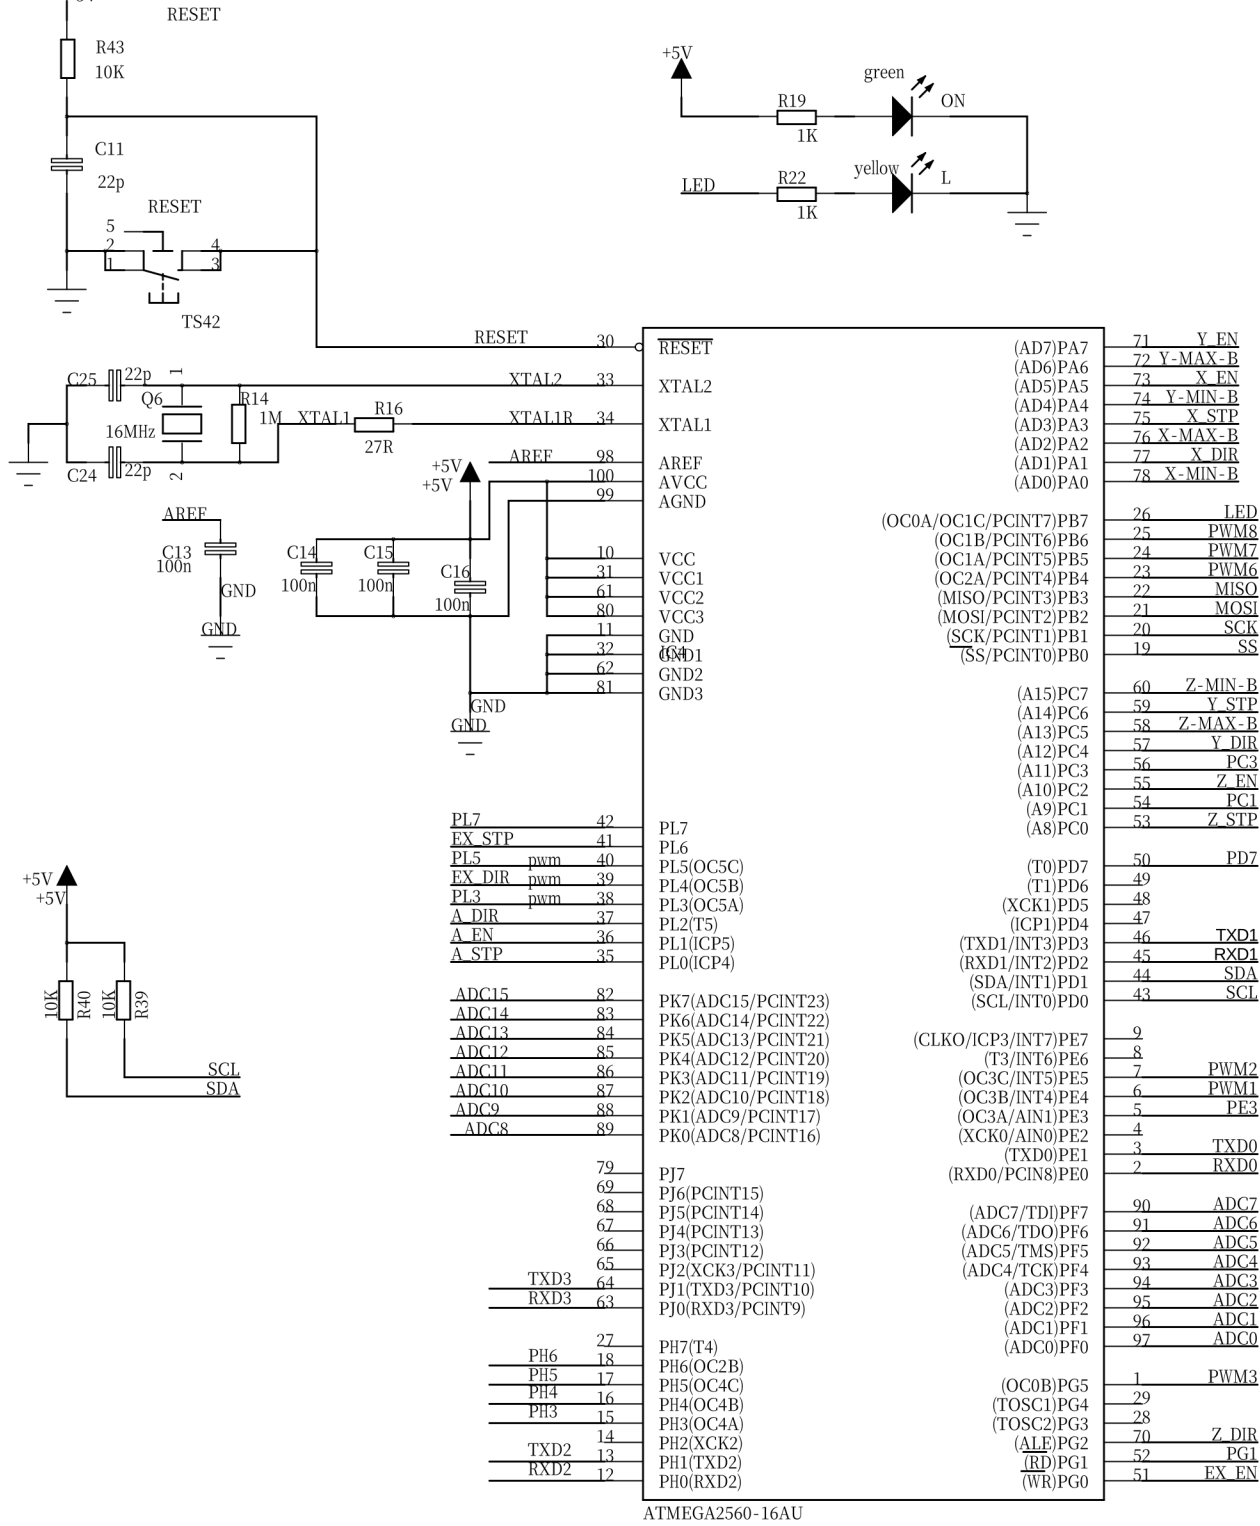 RESET
R43
10K
C11
22p
RESET
5
2
1
4
3
TS42
+5V
green
R19
1K
ON
yellow
LED
R22
1K
L
RESET 30 RESET
C25 22p 1
XTAL2 33 XTAL2
Q6
16MHz
R14
1M
XTAL1
R16
27R
XTAL1R 34 XTAL1
C24 22p 2
AREF 98 AREF
+5V
+5V
100 AVCC
99 AGND
AREF
C13
100n
GND
GND
C14
100n
C15
100n
C16
100n
10 VCC
31 VCC1
61 VCC2
80 VCC3
11 GND
32 GND1
IC4
62 GND2
81 GND3
GND
GND
PL7 42 PL7
EX_STP 41 PL6
PL5 pwm 40 PL5(OC5C)
EX_DIR pwm 39 PL4(OC5B)
PL3 pwm 38 PL3(OC5A)
A_DIR 37 PL2(T5)
A_EN 36 PL1(ICP5)
A_STP 35 PL0(ICP4)
+5V
+5V
10K R40
10K R39
SCL
SDA
ADC15 82 PK7(ADC15/PCINT23)
ADC14 83 PK6(ADC14/PCINT22)
ADC13 84 PK5(ADC13/PCINT21)
ADC12 85 PK4(ADC12/PCINT20)
ADC11 86 PK3(ADC11/PCINT19)
ADC10 87 PK2(ADC10/PCINT18)
ADC9 88 PK1(ADC9/PCINT17)
ADC8 89 PK0(ADC8/PCINT16)
79 PJ7
69 PJ6(PCINT15)
68 PJ5(PCINT14)
67 PJ4(PCINT13)
66 PJ3(PCINT12)
65 PJ2(XCK3/PCINT11)
TXD3 64 PJ1(TXD3/PCINT10)
RXD3 63 PJ0(RXD3/PCINT9)
27 PH7(T4)
PH6 18 PH6(OC2B)
PH5 17 PH5(OC4C)
PH4 16 PH4(OC4B)
PH3 15 PH3(OC4A)
14 PH2(XCK2)
TXD2 13 PH1(TXD2)
RXD2 12 PH0(RXD2)
(AD7)PA7 71 Y_EN
(AD6)PA6 72 Y-MAX-B
(AD5)PA5 73 X_EN
(AD4)PA4 74 Y-MIN-B
(AD3)PA3 75 X_STP
(AD2)PA2 76 X-MAX-B
(AD1)PA1 77 X_DIR
(AD0)PA0 78 X-MIN-B
(OC0A/OC1C/PCINT7)PB7 26 LED
(OC1B/PCINT6)PB6 25 PWM8
(OC1A/PCINT5)PB5 24 PWM7
(OC2A/PCINT4)PB4 23 PWM6
(MISO/PCINT3)PB3 22 MISO
(MOSI/PCINT2)PB2 21 MOSI
(SCK/PCINT1)PB1 20 SCK
(SS/PCINT0)PB0 19 SS
(A15)PC7 60 Z-MIN-B
(A14)PC6 59 Y_STP
(A13)PC5 58 Z-MAX-B
(A12)PC4 57 Y_DIR
(A11)PC3 56 PC3
(A10)PC2 55 Z_EN
(A9)PC1 54 PC1
(A8)PC0 53 Z_STP
(T0)PD7 50 PD7
(T1)PD6 49
(XCK1)PD5 48
(ICP1)PD4 47
(TXD1/INT3)PD3 46 TXD1
(RXD1/INT2)PD2 45 RXD1
(SDA/INT1)PD1 44 SDA
(SCL/INT0)PD0 43 SCL
(CLKO/ICP3/INT7)PE7 9
(T3/INT6)PE6 8
(OC3C/INT5)PE5 7 PWM2
(OC3B/INT4)PE4 6 PWM1
(OC3A/AIN1)PE3 5 PE3
(XCK0/AIN0)PE2 4
(TXD0)PE1 3 TXD0
(RXD0/PCIN8)PE0 2 RXD0
(ADC7/TDI)PF7 90 ADC7
(ADC6/TDO)PF6 91 ADC6
(ADC5/TMS)PF5 92 ADC5
(ADC4/TCK)PF4 93 ADC4
(ADC3)PF3 94 ADC3
(ADC2)PF2 95 ADC2
(ADC1)PF1 96 ADC1
(ADC0)PF0 97 ADC0
(OC0B)PG5 1 PWM3
(TOSC1)PG4 29
(TOSC2)PG3 28
(ALE)PG2 70 Z_DIR
(RD)PG1 52 PG1
(WR)PG0 51 EX_EN
ATMEGA2560-16AU